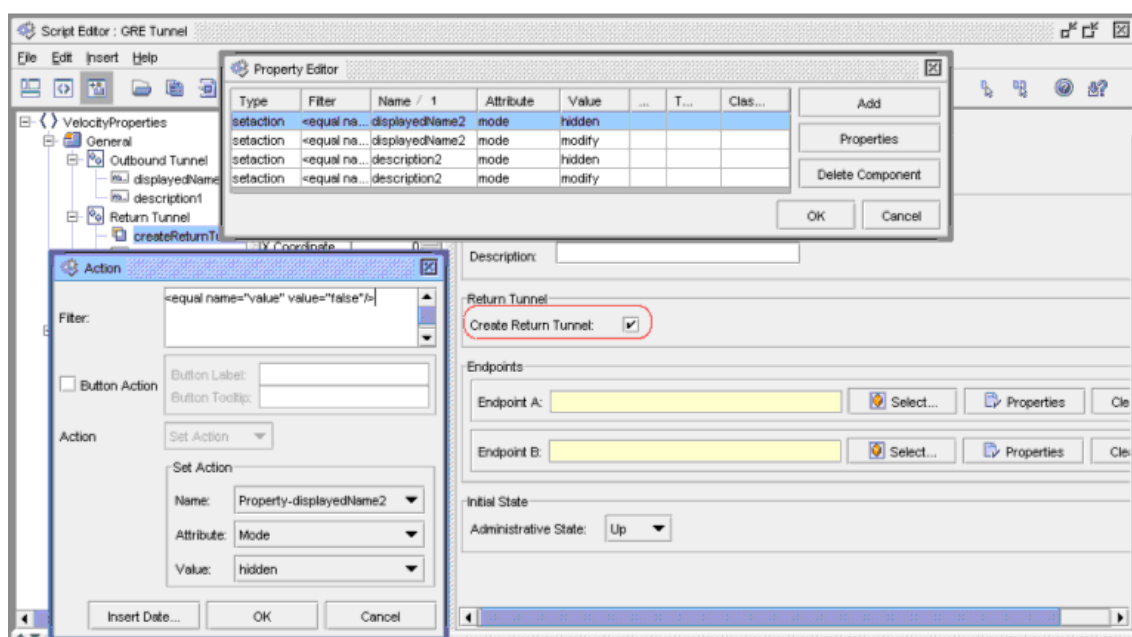 Script Editor : GRE Tunnel
File Edit Insert Help
Property Editor
Type Filter Name / 1 Attribute Value ... T... Clas...
setaction <equal na... displayedName2 mode hidden
setaction <equal na... displayedName2 mode modify
setaction <equal na... description2 mode hidden
setaction <equal na... description2 mode modify
Add
Properties
Delete Component
OK Cancel
VelocityProperties
General
Outbound Tunnel
displayedName
description1
Return Tunnel
createReturnTu
X Coordinate 0
Action
Filter:
<equal name="value" value="false"/>
Button Action
Button Label:
Button Tooltip:
Action Set Action
Set Action
Name: Property-displayedName2
Attribute: Mode
Value: hidden
Insert Date... OK Cancel
Description:
Return Tunnel
Create Return Tunnel:
Endpoints
Endpoint A: Select... Properties Cle
Endpoint B: Select... Properties Cle
Initial State
Administrative State: Up